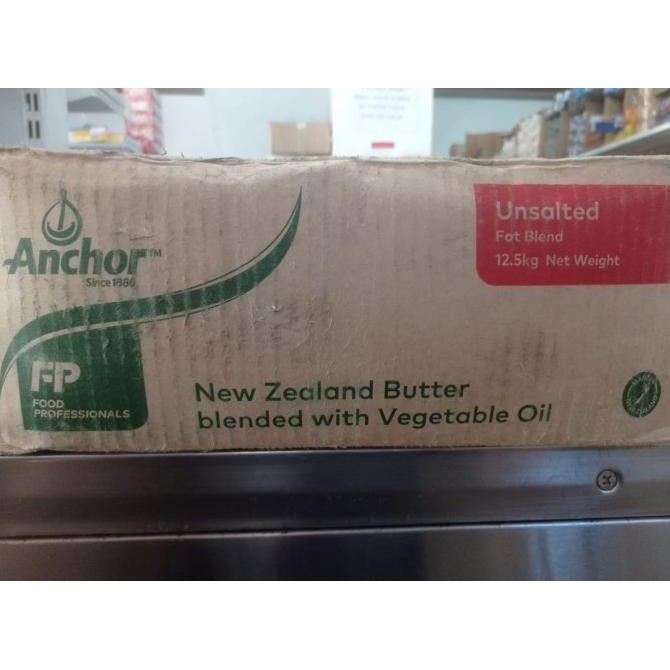 Anchor™
Since 1886
Unsalted
Fat Blend
12.5kg Net Weight
FP
FOOD
PROFESSIONALS
New Zealand Butter
blended with Vegetable Oil